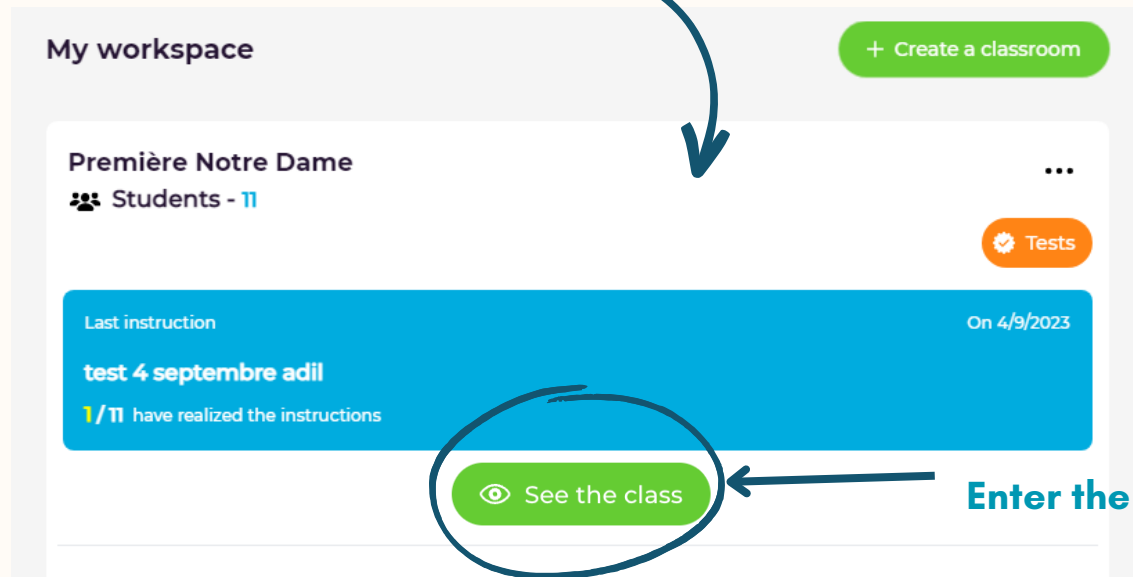 My workspace
+ Create a classroom
Première Notre Dame
Students - 11
Tests
Last instruction
On 4/9/2023
test 4 septembre adil
1/11 have realized the instructions
See the class
Enter the